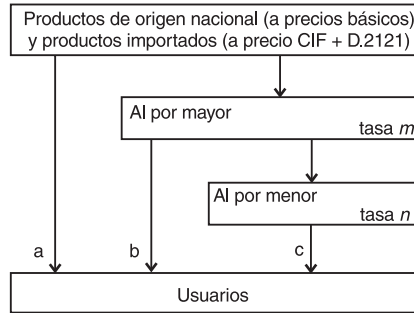 Productos de origen nacional (a precios básicos)
y productos importados (a precio CIF + D.2121)
Al por mayor
tasa m
Al por menor
tasa n
a
b
c
Usuarios